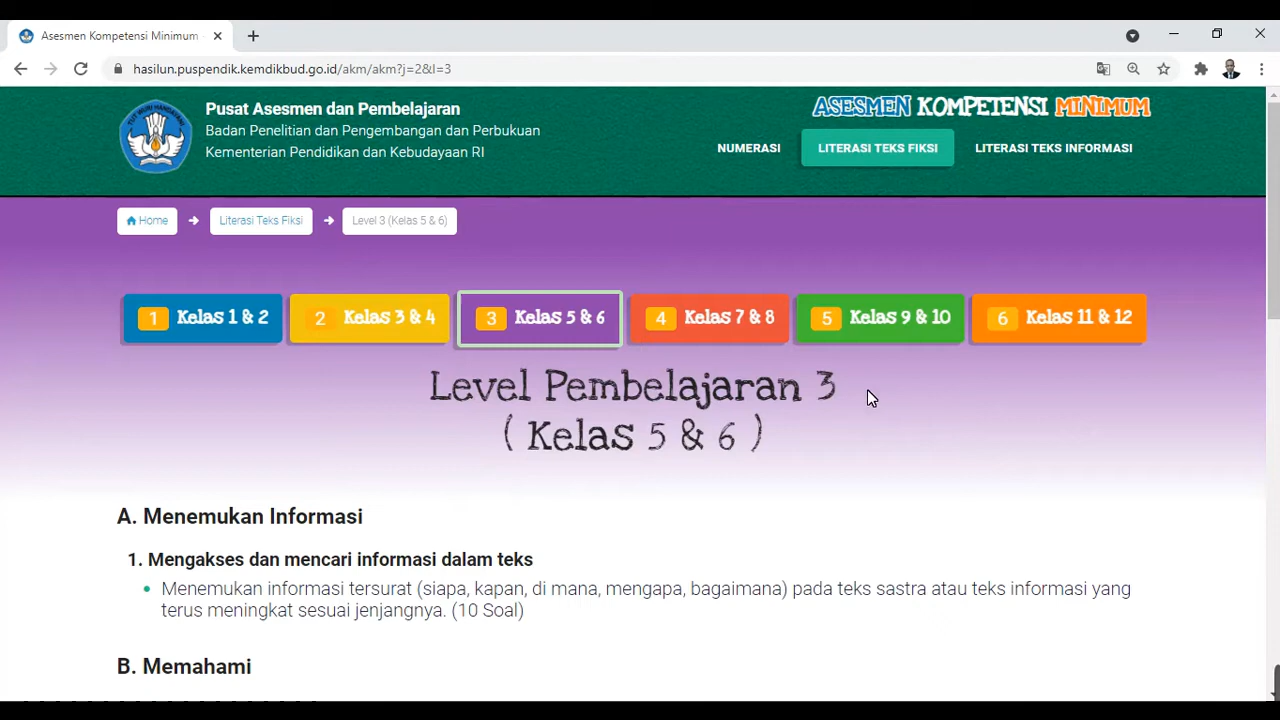 Asesmen Kompetensi Minimum
hasilun.puspendik.kemdikbud.go.id/akm/akm?j=2&l=3
Pusat Asesmen dan Pembelajaran
Badan Penelitian dan Pengembangan dan Perbukuan
Kementerian Pendidikan dan Kebudayaan RI
ASESMEN KOMPETENSI MINIMUM
NUMERASI LITERASI TEKS FIKSI LITERASI TEKS INFORMASI
Home Literasi Teks Fiksi Level 3 (Kelas 5 & 6)
1 Kelas 1 & 2 2 Kelas 3 & 4 3 Kelas 5 & 6 4 Kelas 7 & 8 5 Kelas 9 & 10 6 Kelas 11 & 12
Level Pembelajaran 3
( Kelas 5 & 6 )
A. Menemukan Informasi
1. Mengakses dan mencari informasi dalam teks
Menemukan informasi tersurat (siapa, kapan, di mana, mengapa, bagaimana) pada teks sastra atau teks informasi yang
terus meningkat sesuai jenjangnya. (10 Soal)
B. Memahami